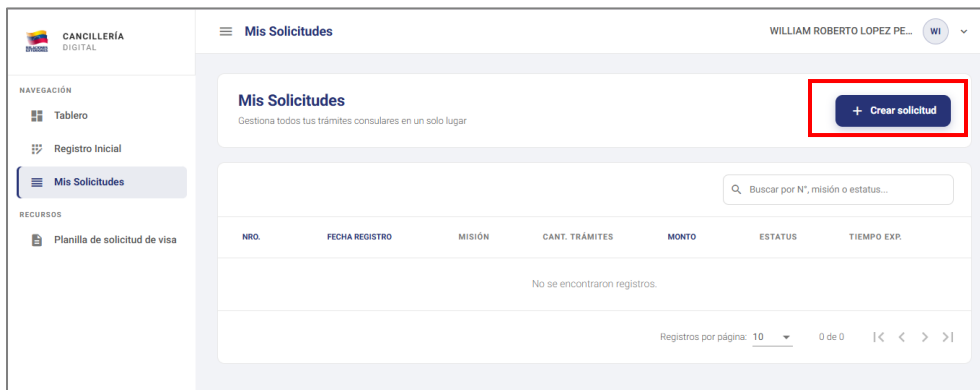 CANCILLERÍA
DIGITAL
Mis Solicitudes
WILLIAM ROBERTO LOPEZ PE...
WI
NAVEGACIÓN
Tablero
Registro Inicial
Mis Solicitudes
RECURSOS
Planilla de solicitud de visa
Mis Solicitudes
Gestiona todos tus trámites consulares en un solo lugar
+ Crear solicitud
Buscar por N°, misión o estatus...
NRO. FECHA REGISTRO MISIÓN CANT. TRÁMITES MONTO ESTATUS TIEMPO EXP.
No se encontraron registros.
Registros por página: 10 0 de 0